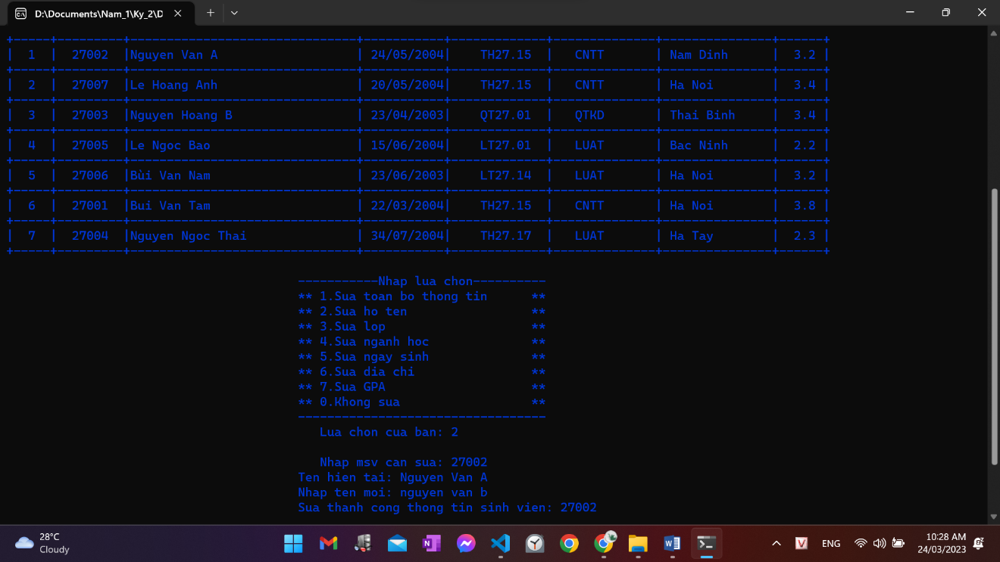 D:\Documents\Nam_1\Ky_2\D
+-----+---------+-------------------------------+-----------+-------------+--------------+---------------+------+
|  1  |  27002  |Nguyen Van A                   | 24/05/2004|    TH27.15  |   CNTT       | Nam Dinh      |  3.2 |
+-----+---------+-------------------------------+-----------+-------------+--------------+---------------+------+
|  2  |  27007  |Le Hoang Anh                   | 20/05/2004|    TH27.15  |   CNTT       | Ha Noi        |  3.4 |
+-----+---------+-------------------------------+-----------+-------------+--------------+---------------+------+
|  3  |  27003  |Nguyen Hoang B                 | 23/04/2003|    QT27.01  |   QTKD       | Thai Binh     |  3.4 |
+-----+---------+-------------------------------+-----------+-------------+--------------+---------------+------+
|  4  |  27005  |Le Ngoc Bao                    | 15/06/2004|    LT27.01  |   LUAT       | Bac Ninh      |  2.2 |
+-----+---------+-------------------------------+-----------+-------------+--------------+---------------+------+
|  5  |  27006  |Bùi Van Nam                    | 23/06/2003|    LT27.14  |   LUAT       | Ha Noi        |  3.2 |
+-----+---------+-------------------------------+-----------+-------------+--------------+---------------+------+
|  6  |  27001  |Bui Van Tam                    | 22/03/2004|    TH27.15  |   CNTT       | Ha Noi        |  3.8 |
+-----+---------+-------------------------------+-----------+-------------+--------------+---------------+------+
|  7  |  27004  |Nguyen Ngoc Thai               | 34/07/2004|    TH27.17  |   LUAT       | Ha Tay        |  2.3 |
+-----+---------+-------------------------------+-----------+-------------+--------------+---------------+------+
-----------Nhap lua chon----------
** 1.Sua toan bo thong tin      **
** 2.Sua ho ten                 **
** 3.Sua lop                    **
** 4.Sua nganh hoc              **
** 5.Sua ngay sinh              **
** 6.Sua dia chi                **
** 7.Sua GPA                    **
** 0.Khong sua                  **
----------------------------------
Lua chon cua ban: 2
Nhap msv can sua: 27002
Ten hien tai: Nguyen Van A
Nhap ten moi: nguyen van b
Sua thanh cong thong tin sinh vien: 27002
28°C
Cloudy
ENG
10:28 AM
24/03/2023